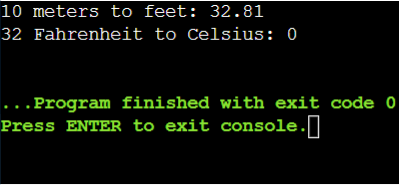 10 meters to feet: 32.81
32 Fahrenheit to Celsius: 0
...Program finished with exit code 0
Press ENTER to exit console.